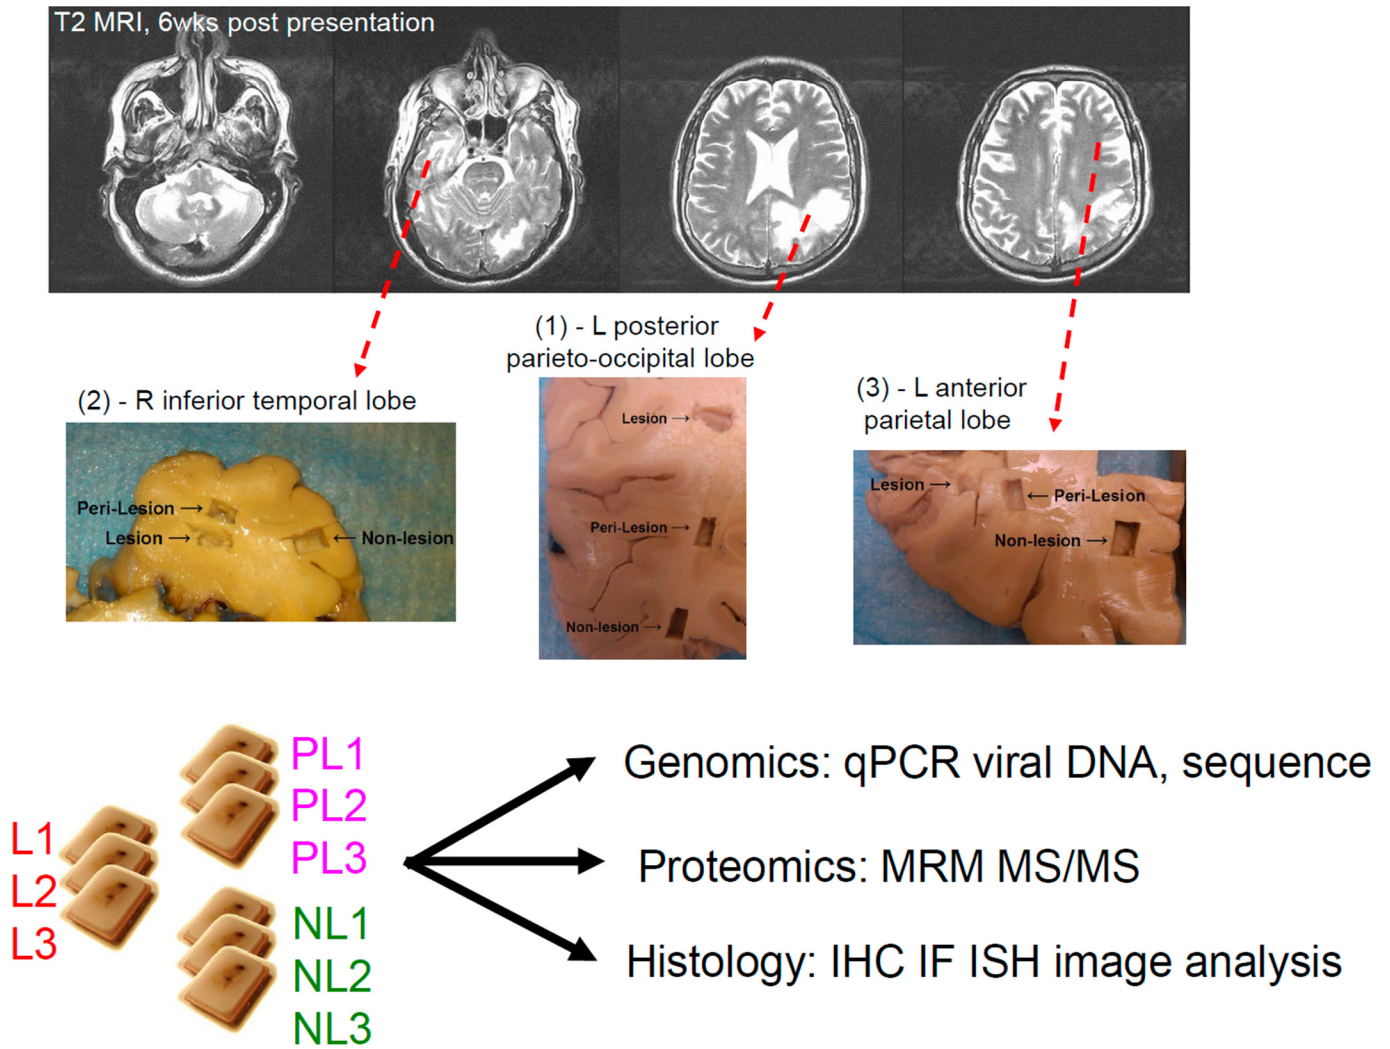 T2 MRI, 6wks post presentation
(1) - L posterior
parieto-occipital lobe
(2) - R inferior temporal lobe
(3) - L anterior
parietal lobe
Peri-Lesion →
Lesion →
← Non-lesion
Lesion →
Peri-Lesion →
Non-lesion →
Lesion →
← Peri-Lesion
Non-lesion →
L1
L2
L3
PL1
PL2
PL3
NL1
NL2
NL3
Genomics: qPCR viral DNA, sequence
Proteomics: MRM MS/MS
Histology: IHC IF ISH image analysis